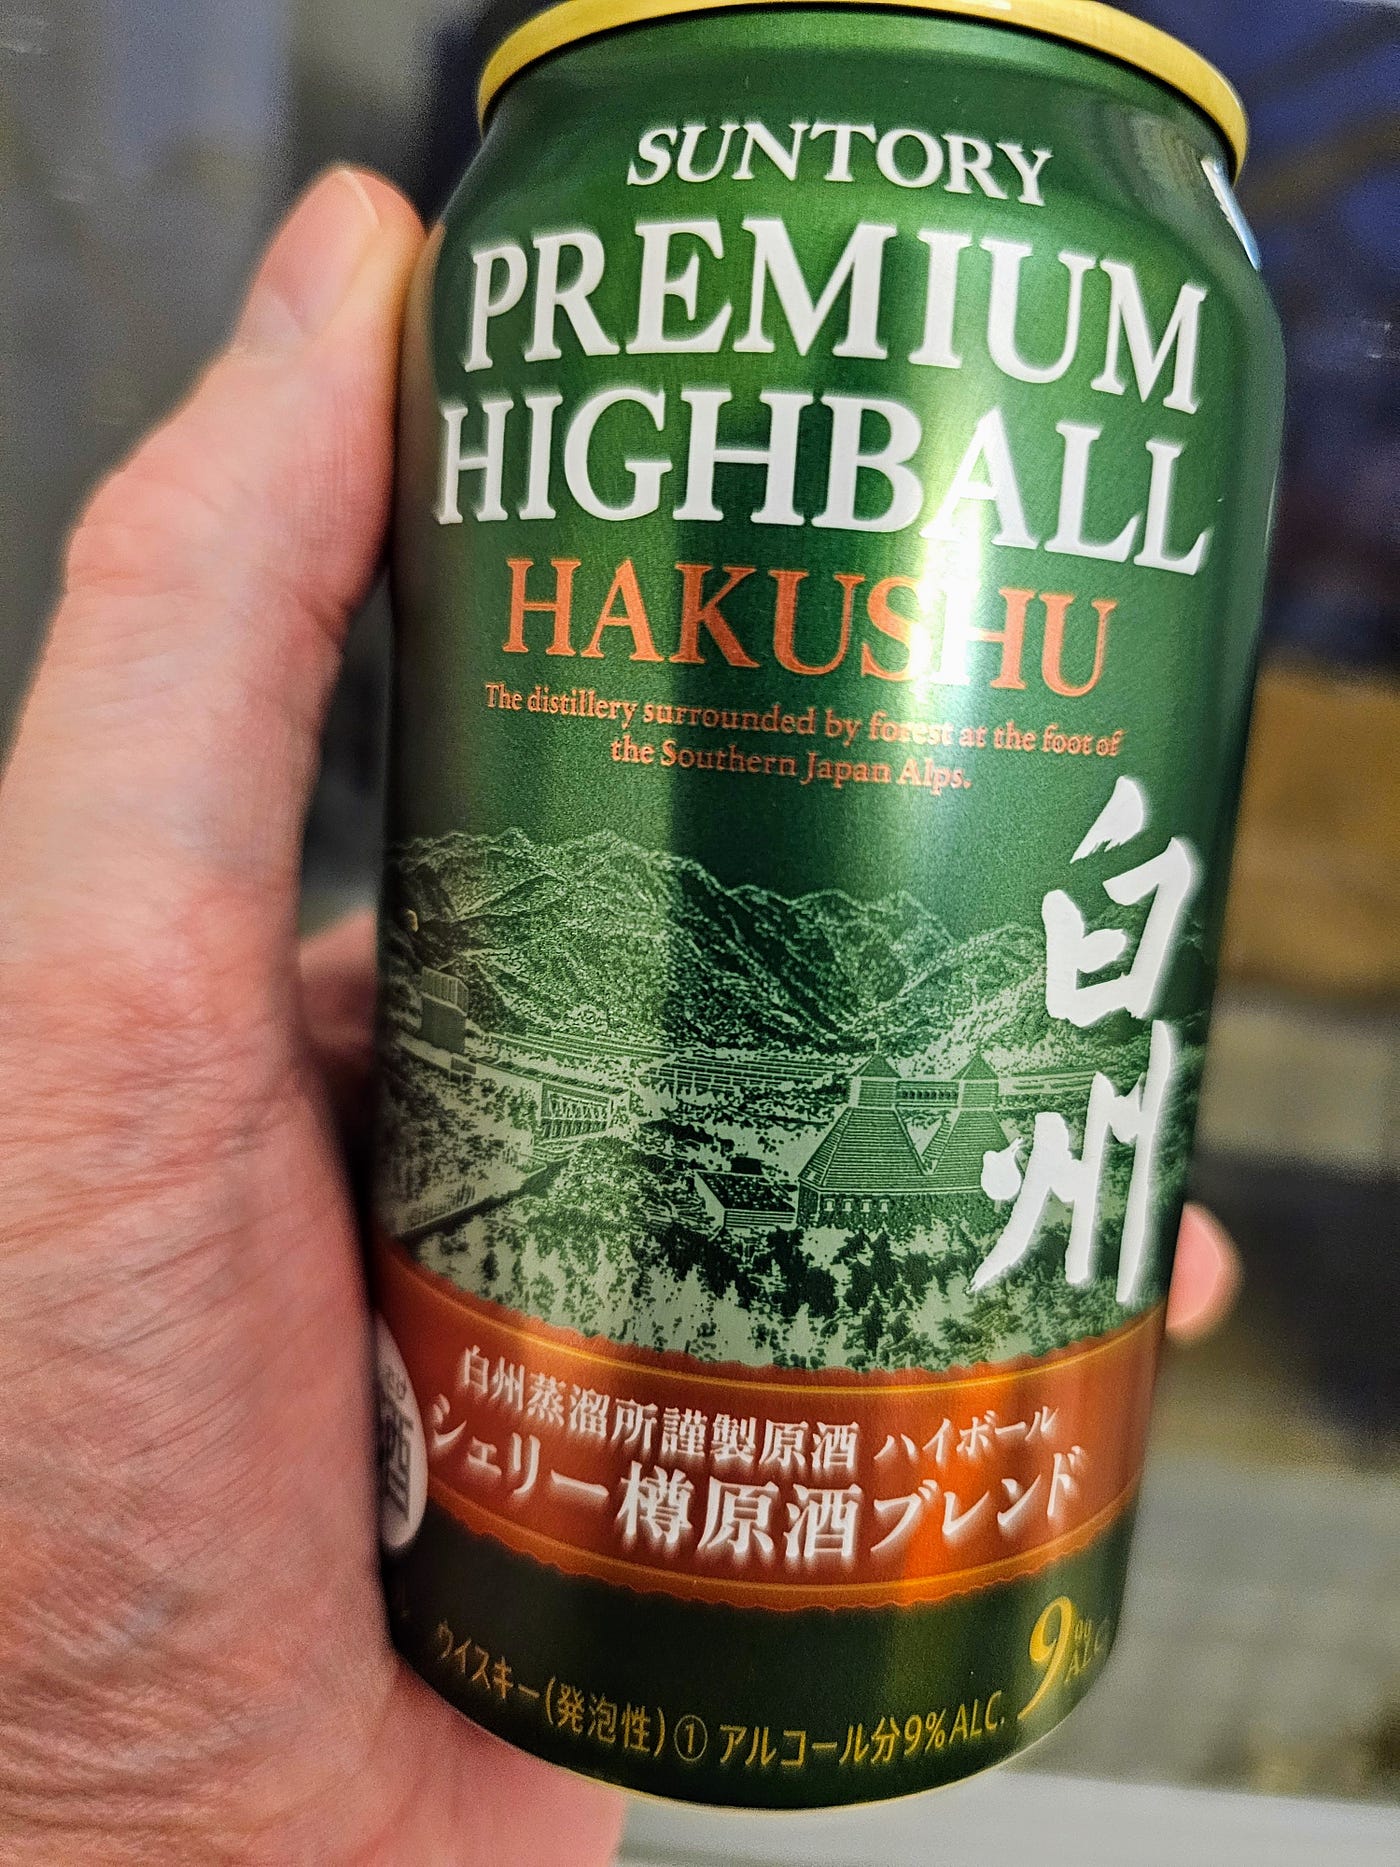 SUNTORY
PREMIUM
HIGHBALL
HAKUSHU
The distillery surrounded by forest at the foot of
the Southern Japan Alps.
白州
白州蒸溜所謹製原酒 ハイボール
シェリー樽原酒ブレンド
酒
9%
ALC.
ウイスキー(発泡性)① アルコール分9%ALC.